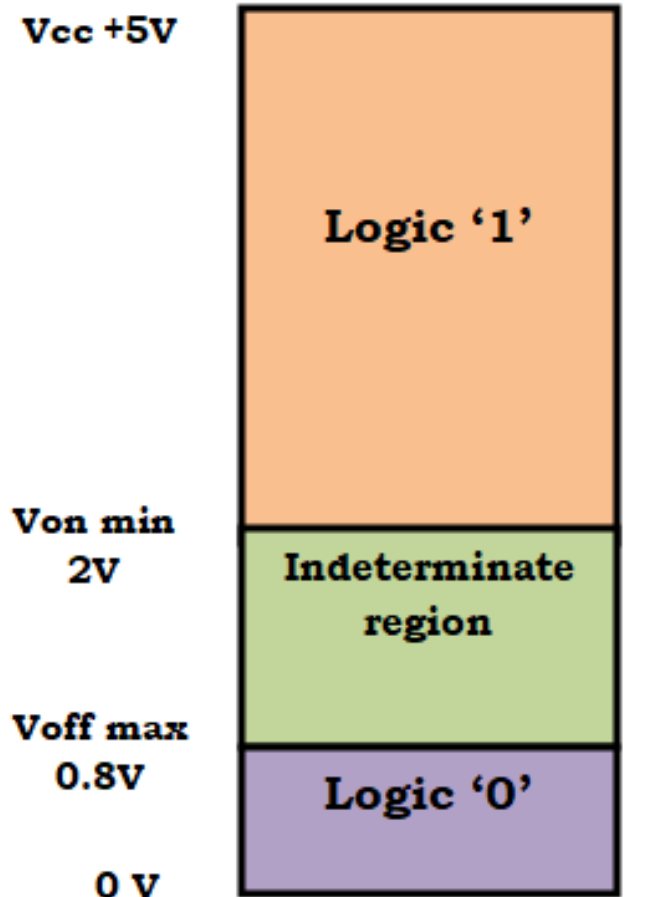 Vcc +5V
Logic ‘1’
Von min
2V
Indeterminate
region
Voff max
0.8V
Logic ‘0’
0 V